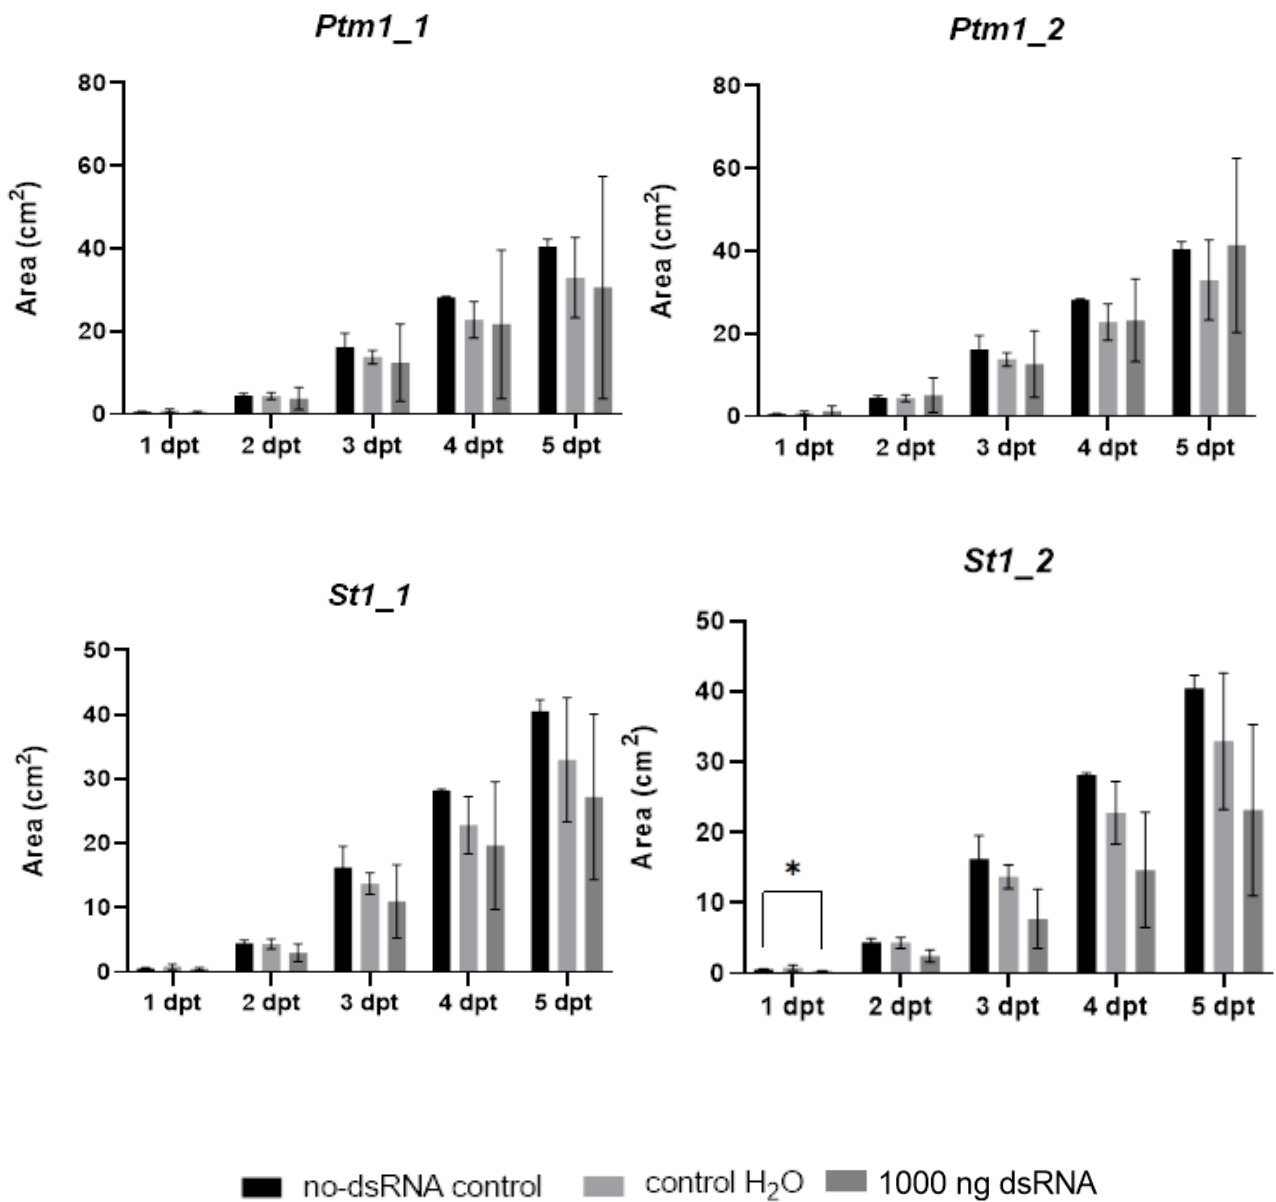 Ptm1_1
80
60
40
20
0
Area (cm²)
1 dpt 2 dpt 3 dpt 4 dpt 5 dpt
Ptm1_2
80
60
40
20
0
Area (cm²)
1 dpt 2 dpt 3 dpt 4 dpt 5 dpt
St1_1
50
40
30
20
10
0
Area (cm²)
1 dpt 2 dpt 3 dpt 4 dpt 5 dpt
St1_2
50
40
30
20
10
0
Area (cm²)
*
1 dpt 2 dpt 3 dpt 4 dpt 5 dpt
no-dsRNA control control H₂O 1000 ng dsRNA